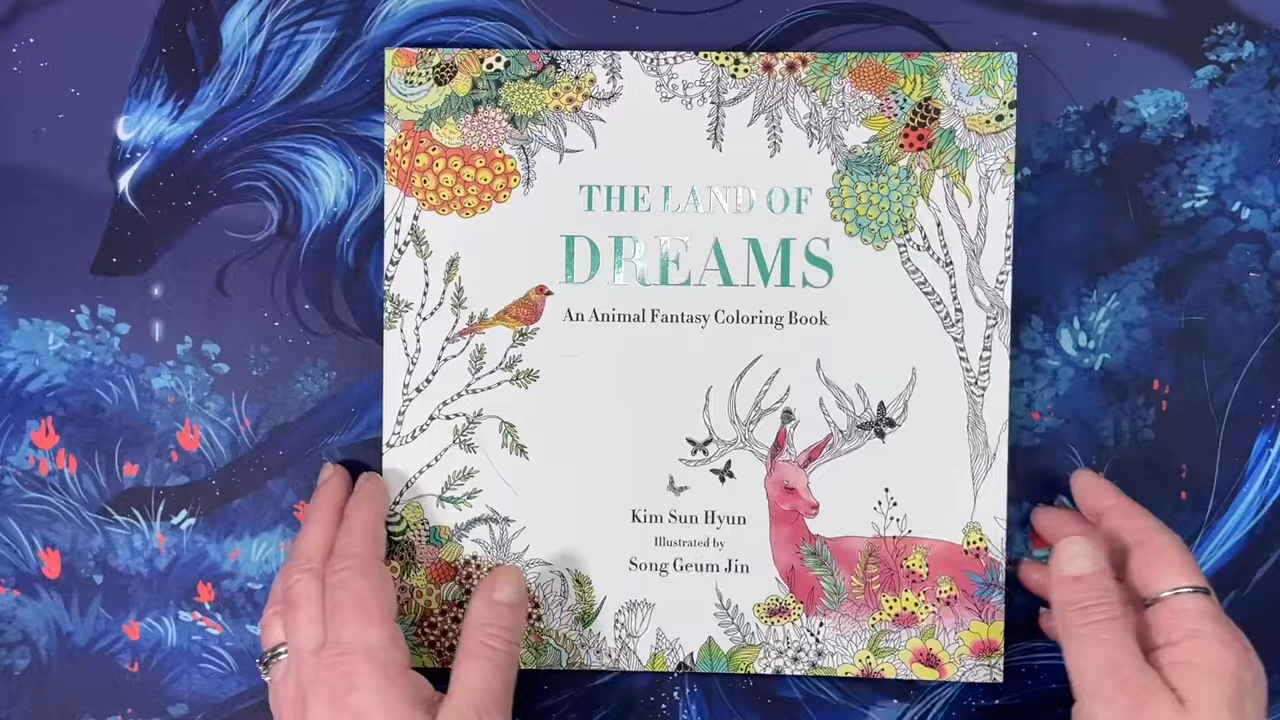 THE LAND OF
DREAMS
An Animal Fantasy Coloring Book
Kim Sun Hyun
Illustrated by
Song Geum Jin